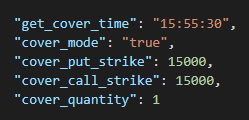 "get_cover_time": "15:55:30",
"cover_mode": "true",
"cover_put_strike": 15000,
"cover_call_strike": 15000,
"cover_quantity": 1